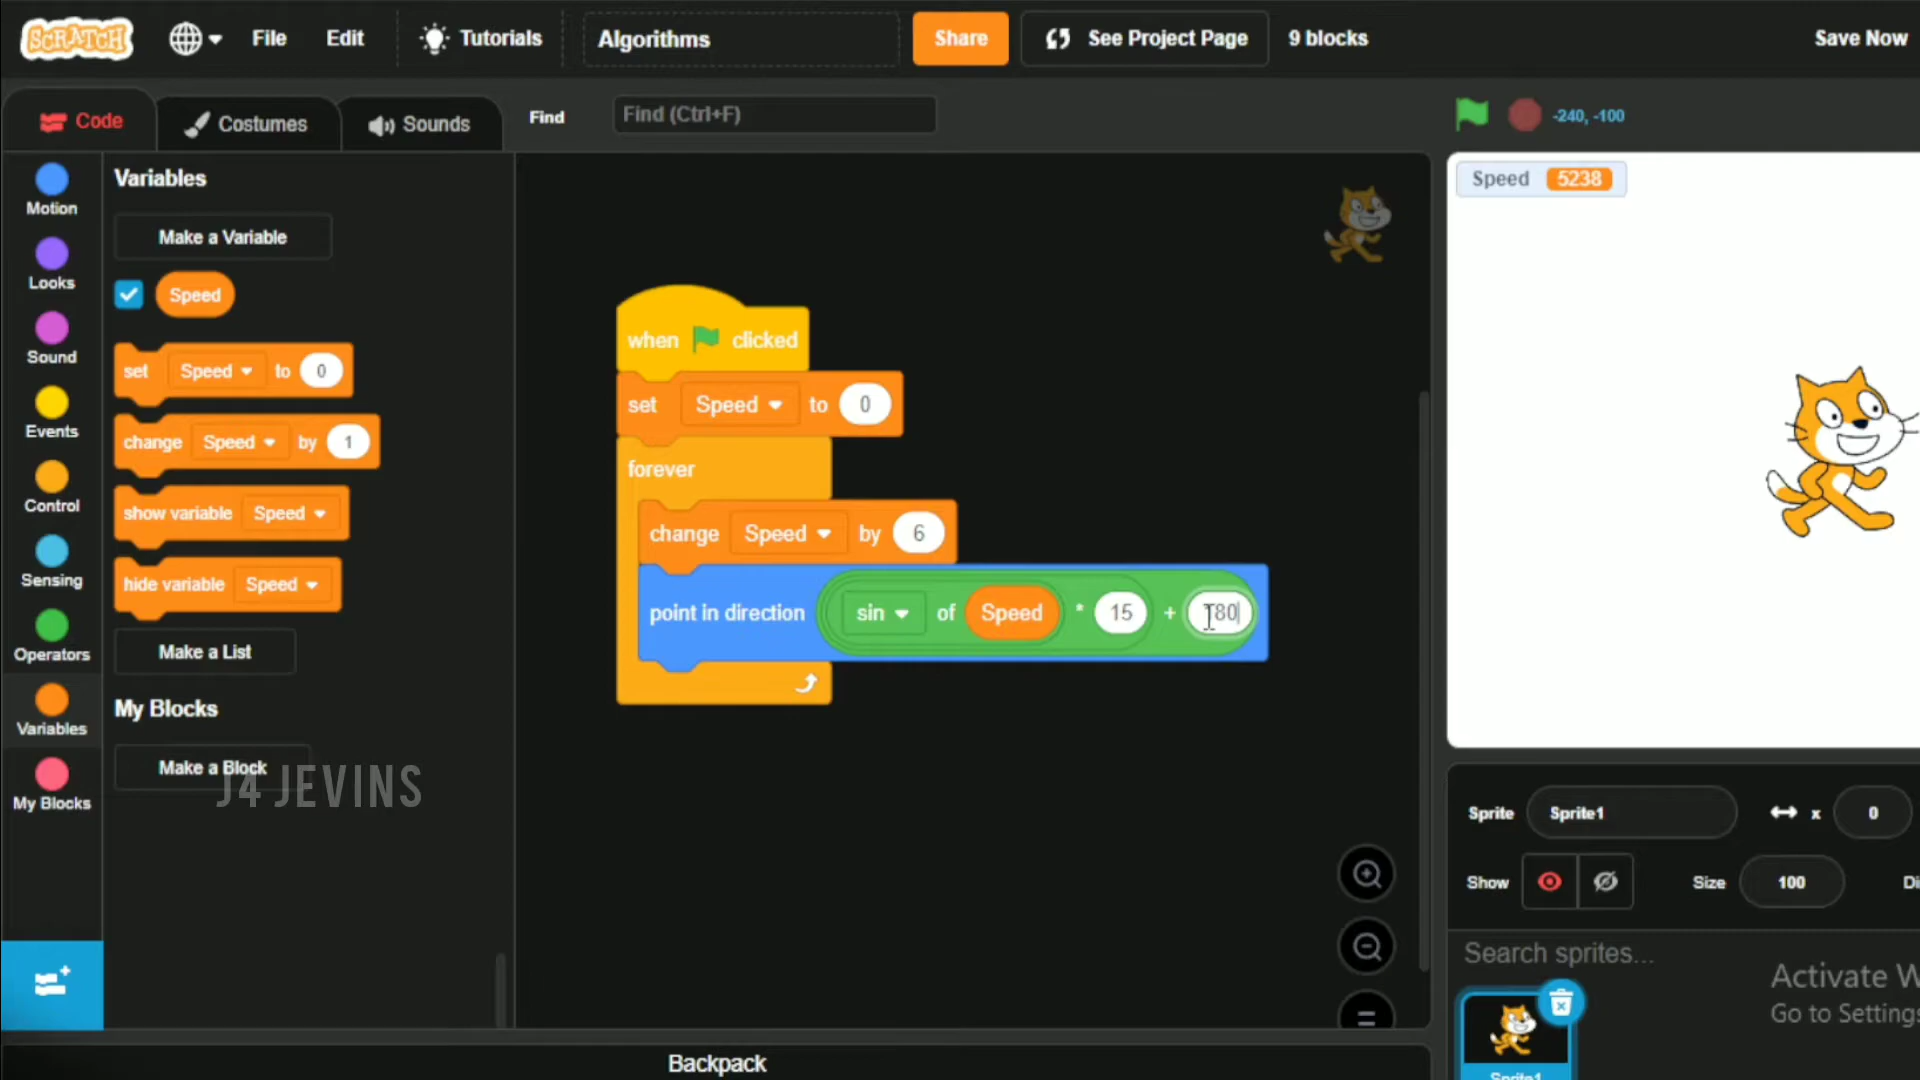 SCRATCH File Edit Tutorials Algorithms Share See Project Page 9 blocks Save Now
Code Costumes Sounds Find Find (Ctrl+F) -240, -100
Motion
Looks
Sound
Events
Control
Sensing
Operators
Variables
My Blocks
Variables
Make a Variable
Speed
set Speed to 0
change Speed by 1
show variable Speed
hide variable Speed
Make a List
My Blocks
Make a Block
J4 JEVINS
when clicked
set Speed to 0
forever
change Speed by 6
point in direction sin of Speed * 15 +
Backpack
Speed 5238
Sprite Sprite1 x 0
Show Size 100
Search sprites...
Activate
Go to Settings
Sprite1